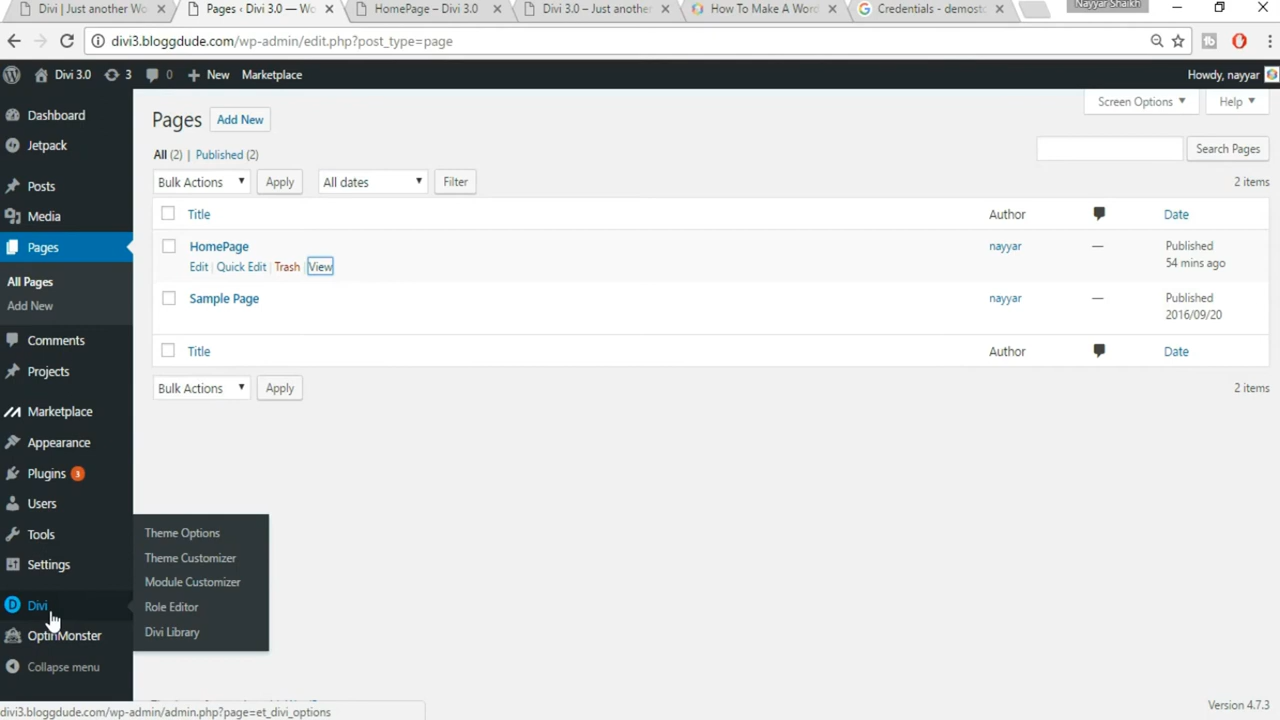 Divi | Just another Wo
Pages ‹ Divi 3.0 — Wo
HomePage – Divi 3.0
Divi 3.0 – Just another
How To Make A Word
Credentials - demosto
Nayyar Shaikh
divi3.bloggdude.com/wp-admin/edit.php?post_type=page
Divi 3.0
3
0
New
Marketplace
Howdy, nayyar
Dashboard
Jetpack
Posts
Media
Pages
All Pages
Add New
Comments
Projects
Marketplace
Appearance
Plugins 3
Users
Tools
Settings
Divi
OptinMonster
Collapse menu
Theme Options
Theme Customizer
Module Customizer
Role Editor
Divi Library
Screen Options
Help
Pages Add New
All (2) | Published (2)
Search Pages
Bulk Actions Apply All dates Filter
2 items
Title Author Date
HomePage nayyar — Published
54 mins ago
Edit | Quick Edit | Trash | View
Sample Page nayyar — Published
2016/09/20
Title Author Date
Bulk Actions Apply
2 items
divi3.bloggdude.com/wp-admin/admin.php?page=et_divi_options
Version 4.7.3